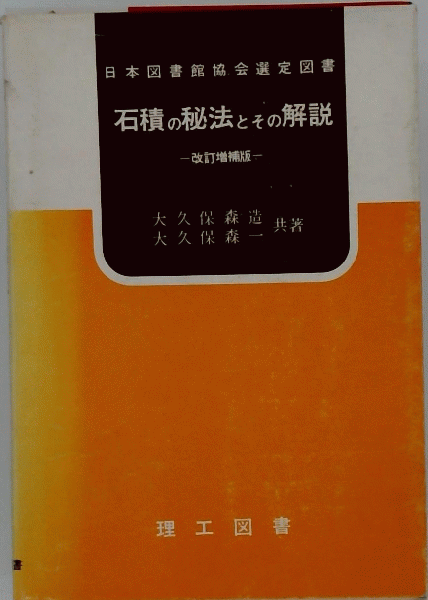 日本図書館協会選定図書
石積の秘法とその解説
—改訂増補版—
大久保森造
大久保森一
共著
理工図書
書